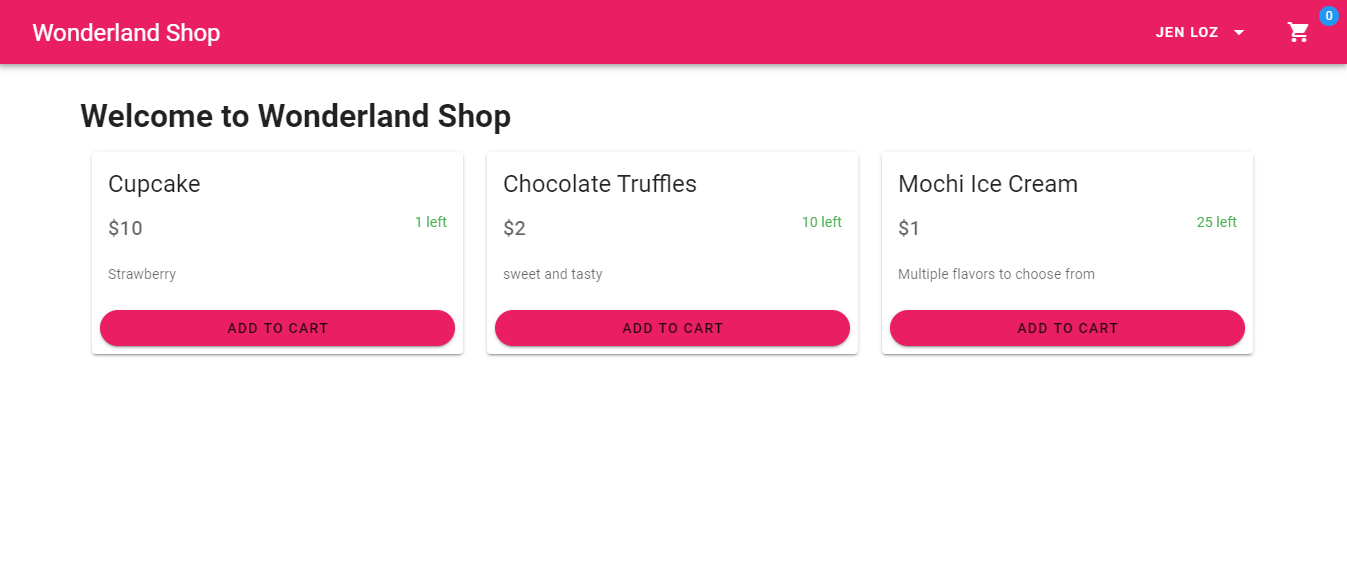 Wonderland Shop
JEN LOZ
0
Welcome to Wonderland Shop
Cupcake
$10
1 left
Strawberry
ADD TO CART
Chocolate Truffles
$2
10 left
sweet and tasty
ADD TO CART
Mochi Ice Cream
$1
25 left
Multiple flavors to choose from
ADD TO CART